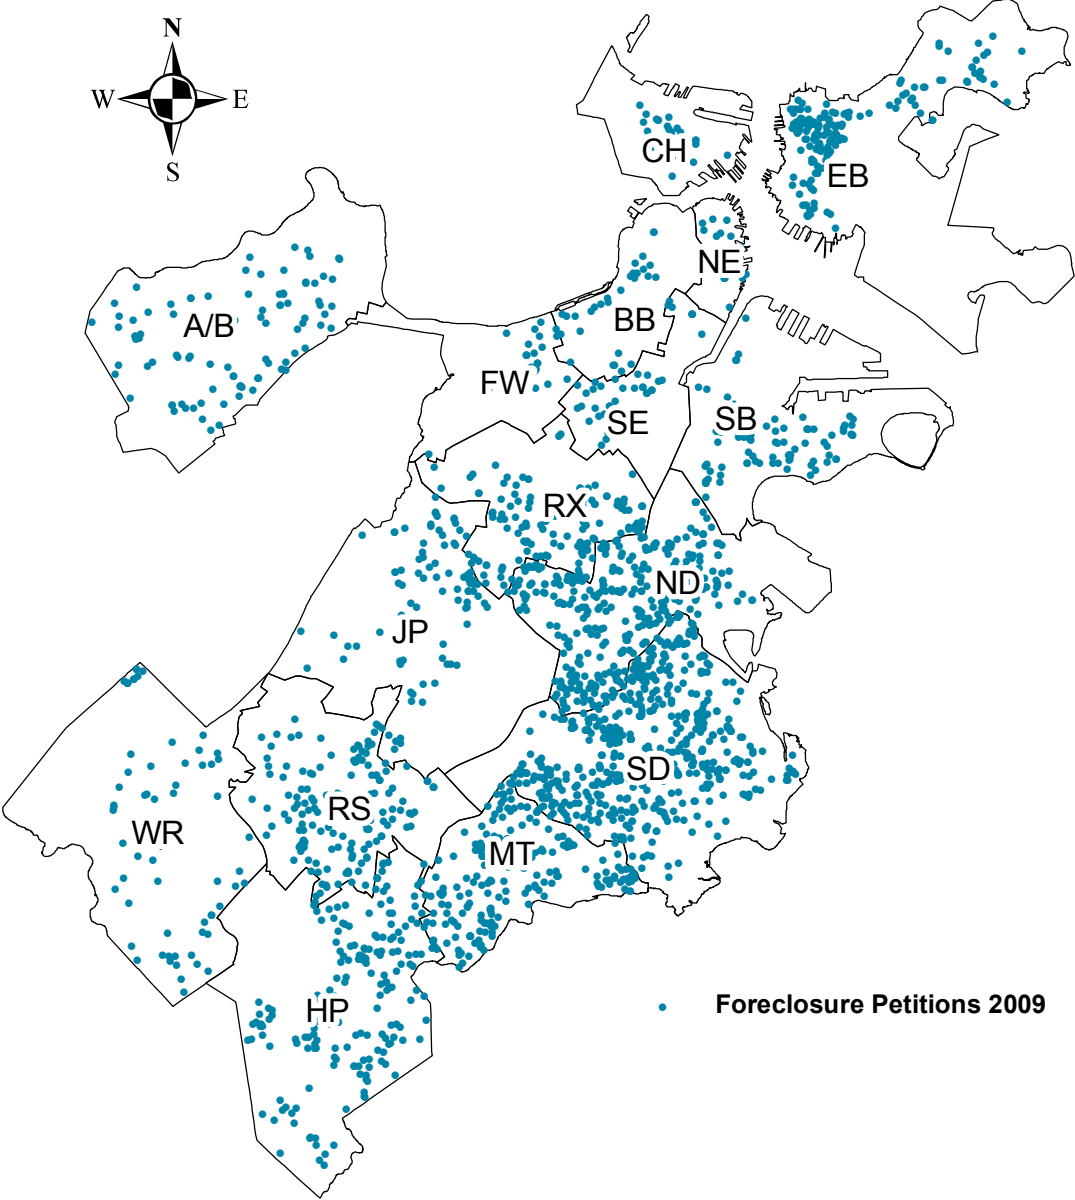 N
W E
S
CH
EB
NE
A/B
BB
FW
SE
SB
RX
ND
JP
SD
RS
WR
MT
HP
Foreclosure Petitions 2009